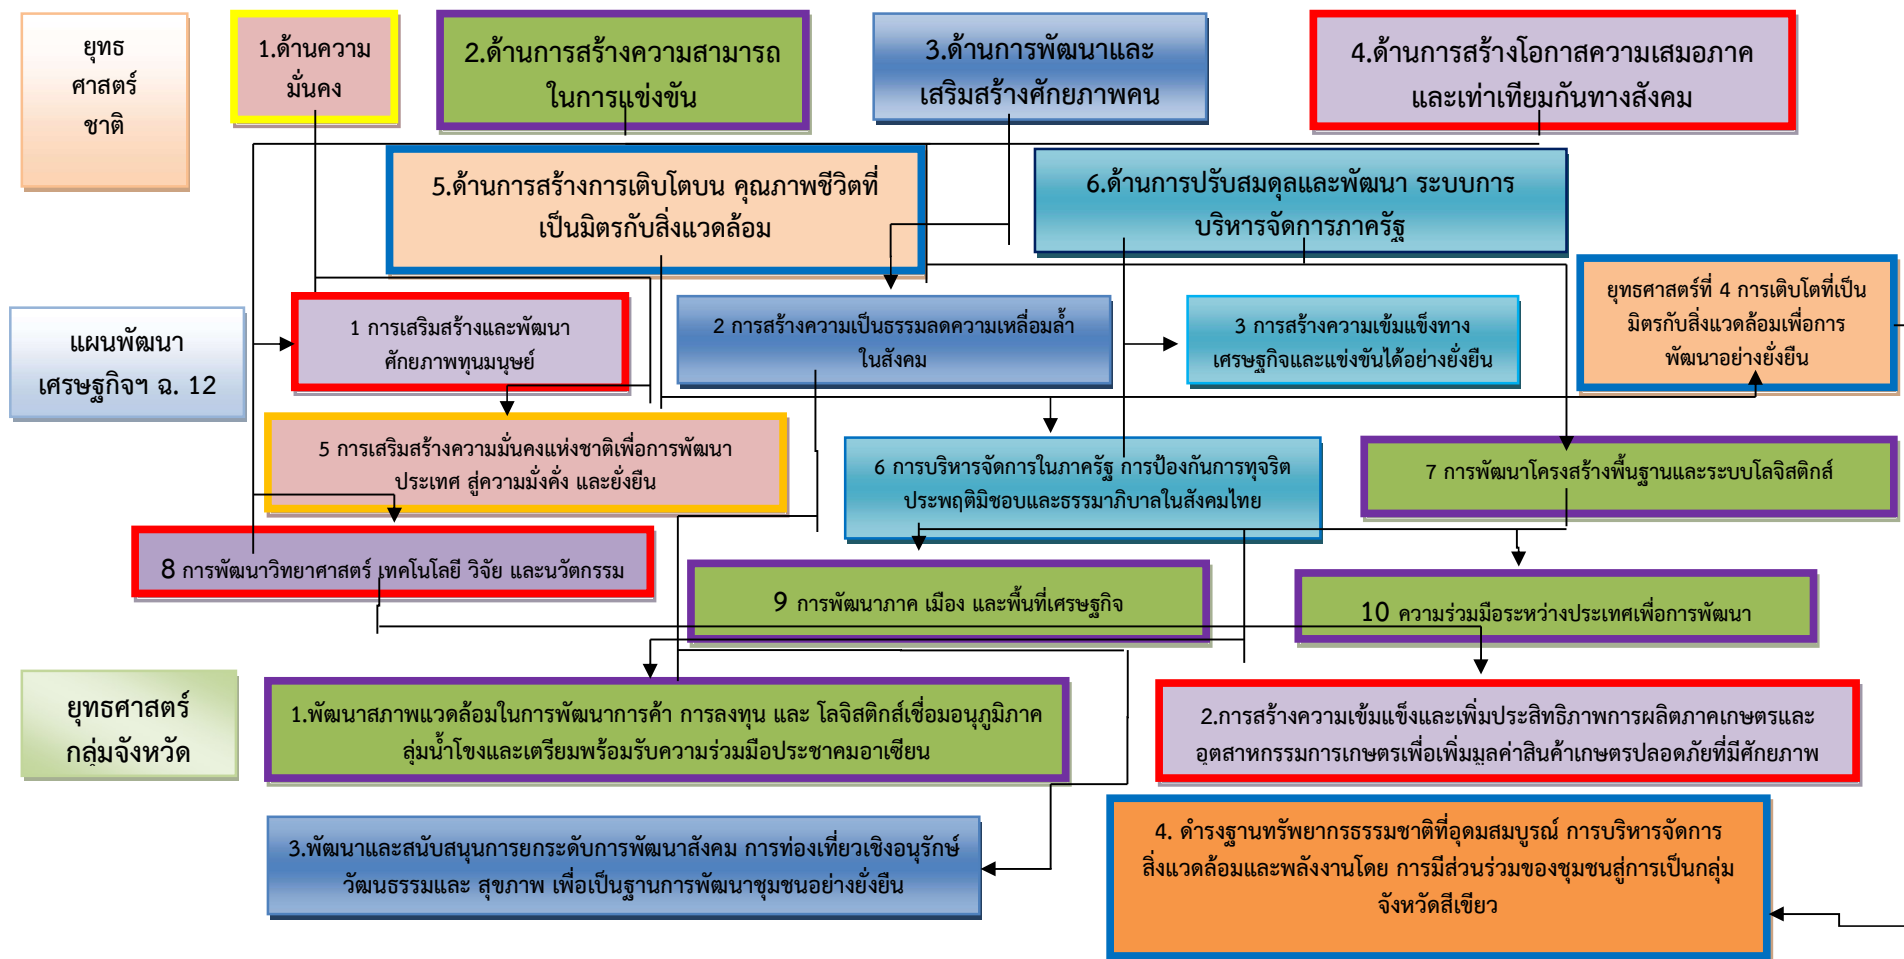 ยุทธ
ศาสตร์
ชาติ
1.ด้านความ
มั่นคง
2.ด้านการสร้างความสามารถ
ในการแข่งขัน
3.ด้านการพัฒนาและ
เสริมสร้างศักยภาพคน
4.ด้านการสร้างโอกาสความเสมอภาค
และเท่าเทียมกันทางสังคม
5.ด้านการสร้างการเติบโตบน คุณภาพชีวิตที่
เป็นมิตรกับสิ่งแวดล้อม
6.ด้านการปรับสมดุลและพัฒนา ระบบการ
บริหารจัดการภาครัฐ
แผนพัฒนา
เศรษฐกิจฯ ฉ. 12
1 การเสริมสร้างและพัฒนา
ศักยภาพทุนมนุษย์
2 การสร้างความเป็นธรรมลดความเหลื่อมล้ำ
ในสังคม
3 การสร้างความเข้มแข็งทาง
เศรษฐกิจและแข่งขันได้อย่างยั่งยืน
ยุทธศาสตร์ที่ 4 การเติบโตที่เป็น
มิตรกับสิ่งแวดล้อมเพื่อการ
พัฒนาอย่างยั่งยืน
5 การเสริมสร้างความมั่นคงแห่งชาติเพื่อการพัฒนา
ประเทศ สู่ความมั่งคั่ง และยั่งยืน
6 การบริหารจัดการในภาครัฐ การป้องกันการทุจริต
ประพฤติมิชอบและธรรมาภิบาลในสังคมไทย
7 การพัฒนาโครงสร้างพื้นฐานและระบบโลจิสติกส์
8 การพัฒนาวิทยาศาสตร์ เทคโนโลยี วิจัย และนวัตกรรม
9 การพัฒนาภาค เมือง และพื้นที่เศรษฐกิจ
10 ความร่วมมือระหว่างประเทศเพื่อการพัฒนา
ยุทธศาสตร์
กลุ่มจังหวัด
1.พัฒนาสภาพแวดล้อมในการพัฒนาการค้า การลงทุน และ โลจิสติกส์เชื่อมอนุภูมิภาค
ลุ่มน้ำโขงและเตรียมพร้อมรับความร่วมมือประชาคมอาเซียน
2.การสร้างความเข้มแข็งและเพิ่มประสิทธิภาพการผลิตภาคเกษตรและ
อุตสาหกรรมการเกษตรเพื่อเพิ่มมูลค่าสินค้าเกษตรปลอดภัยที่มีศักยภาพ
3.พัฒนาและสนับสนุนการยกระดับการพัฒนาสังคม การท่องเที่ยวเชิงอนุรักษ์
วัฒนธรรมและ สุขภาพ เพื่อเป็นฐานการพัฒนาชุมชนอย่างยั่งยืน
4. ดำรงฐานทรัพยากรธรรมชาติที่อุดมสมบูรณ์ การบริหารจัดการ
สิ่งแวดล้อมและพลังงานโดย การมีส่วนร่วมของชุมชนสู่การเป็นกลุ่ม
จังหวัดสีเขียว